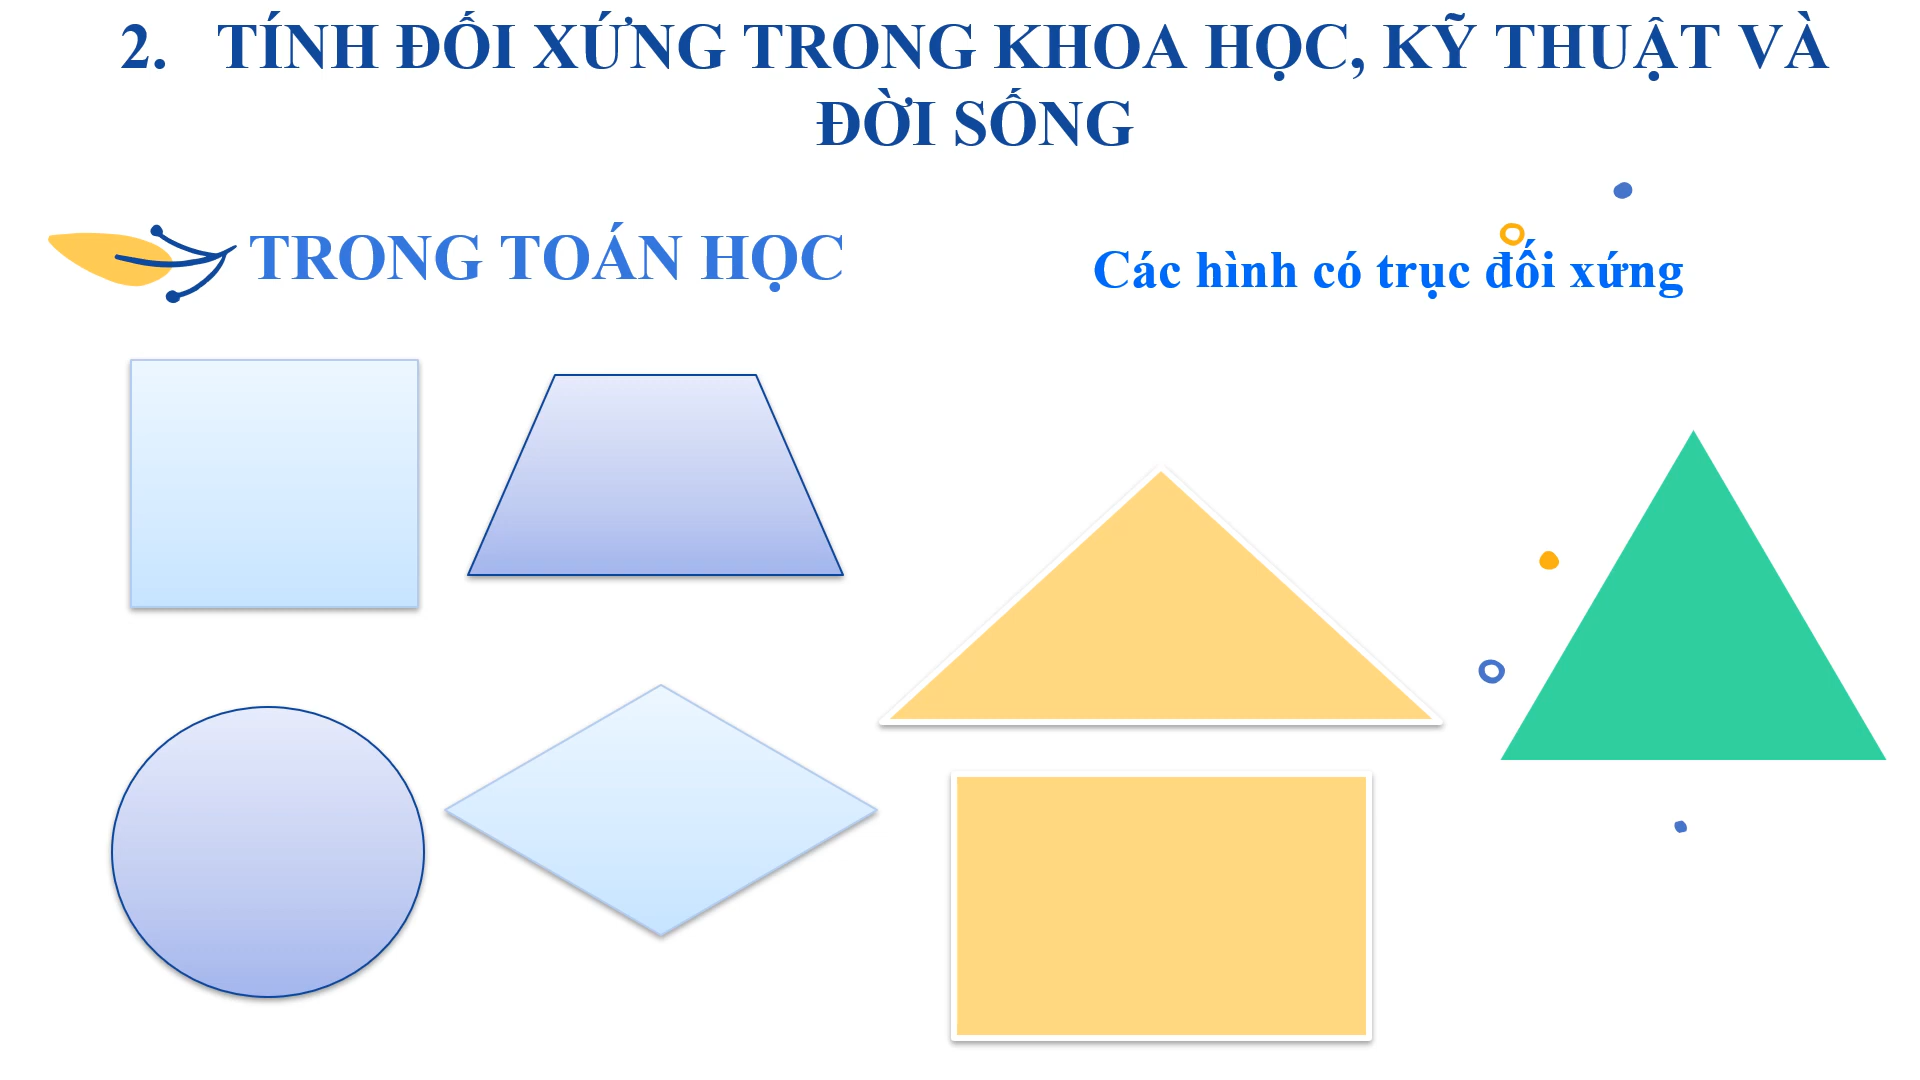 2. TÍNH ĐỐI XỨNG TRONG KHOA HỌC, KỸ THUẬT VÀ
ĐỜI SỐNG
TRONG TOÁN HỌC
Các hình có trục đối xứng